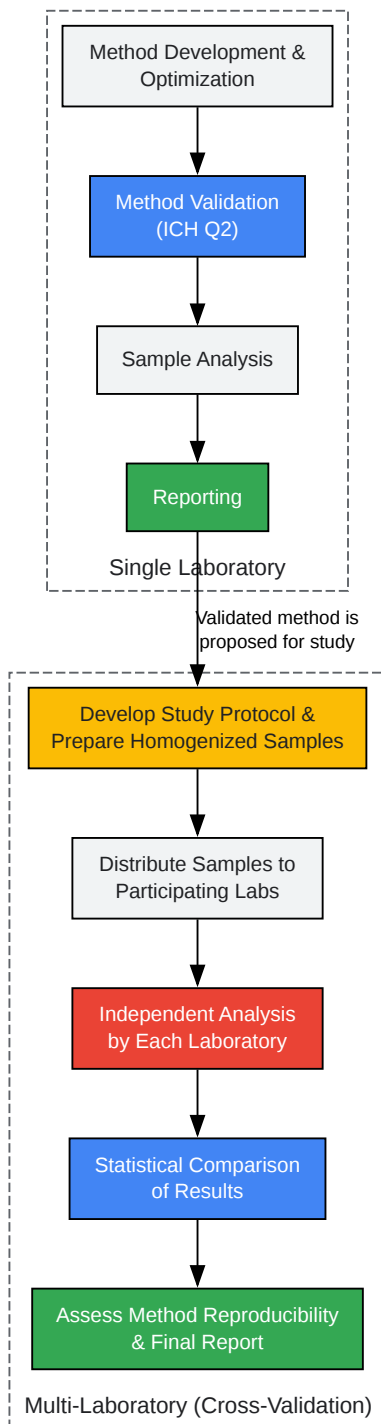 Method Development &
Optimization
Method Validation
(ICH Q2)
Sample Analysis
Reporting
Single Laboratory
Validated method is
proposed for study
Develop Study Protocol &
Prepare Homogenized Samples
Distribute Samples to
Participating Labs
Independent Analysis
by Each Laboratory
Statistical Comparison
of Results
Assess Method Reproducibility
& Final Report
Multi-Laboratory (Cross-Validation)